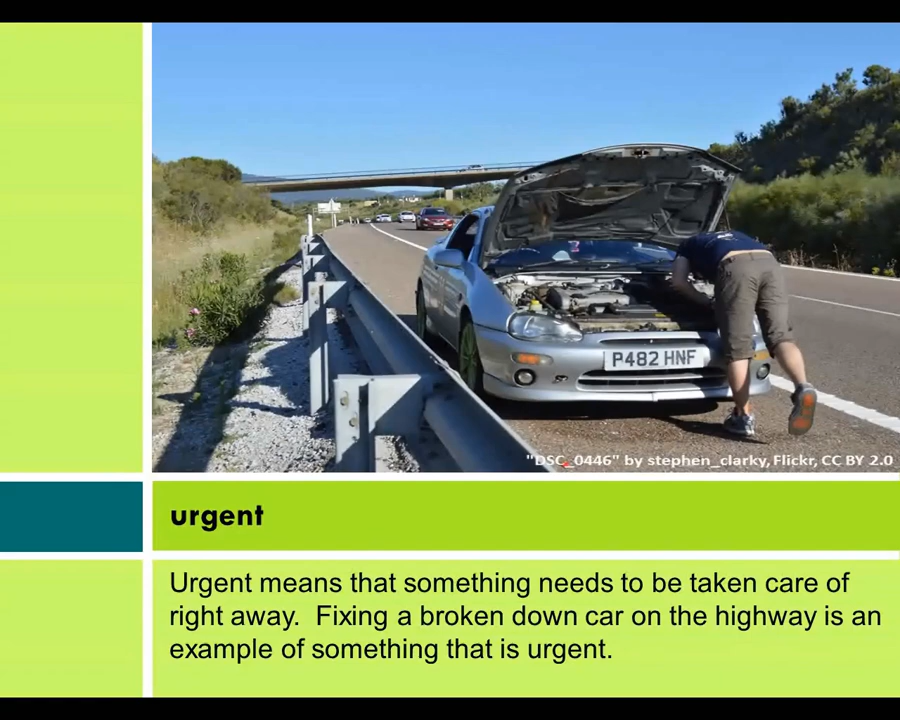 P482 HNF
"DSC_0446" by stephen_clarky, Flickr, CC BY 2.0
urgent
Urgent means that something needs to be taken care of
right away.  Fixing a broken down car on the highway is an
example of something that is urgent.